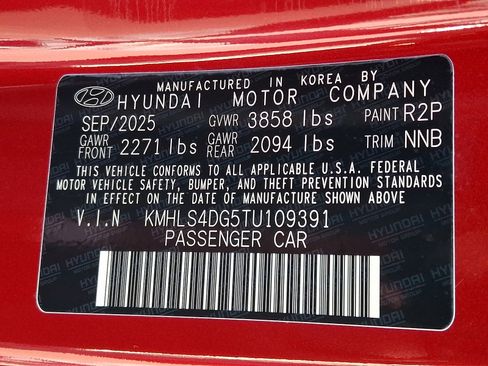 MANUFACTURED IN KOREA BY
HYUNDAI MOTOR COMPANY
SEP/2025 GVWR 3858 lbs PAINT R2P
GAWR FRONT 2271 lbs GAWR REAR 2094 lbs TRIM NNB
THIS VEHICLE CONFORMS TO ALL APPLICABLE U.S.A. FEDERAL
MOTOR VEHICLE SAFETY, BUMPER, AND THEFT PREVENTION STANDARDS
IN EFFECT ON THE DATE OF MANUFACTURE SHOWN ABOVE
V.I.N KMHLS4DG5TU109391
PASSENGER CAR